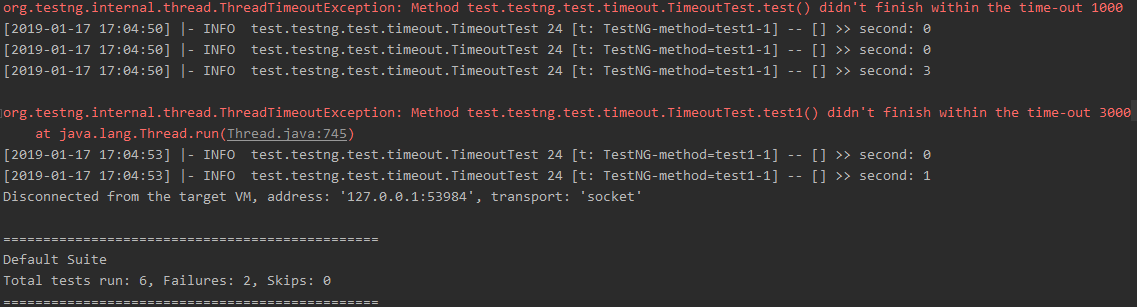 org.testng.internal.thread.ThreadTimeoutException: Method test.testng.test.timeout.TimeoutTest.test() didn't finish within the time-out 1000
[2019-01-17 17:04:50] |- INFO  test.testng.test.timeout.TimeoutTest 24 [t: TestNG-method=test1-1] -- [] >> second: 0
[2019-01-17 17:04:50] |- INFO  test.testng.test.timeout.TimeoutTest 24 [t: TestNG-method=test1-1] -- [] >> second: 0
[2019-01-17 17:04:50] |- INFO  test.testng.test.timeout.TimeoutTest 24 [t: TestNG-method=test1-1] -- [] >> second: 3
org.testng.internal.thread.ThreadTimeoutException: Method test.testng.test.timeout.TimeoutTest.test1() didn't finish within the time-out 3000
    at java.lang.Thread.run(Thread.java:745)
[2019-01-17 17:04:53] |- INFO  test.testng.test.timeout.TimeoutTest 24 [t: TestNG-method=test1-1] -- [] >> second: 0
[2019-01-17 17:04:53] |- INFO  test.testng.test.timeout.TimeoutTest 24 [t: TestNG-method=test1-1] -- [] >> second: 1
Disconnected from the target VM, address: '127.0.0.1:53984', transport: 'socket'
===============================================
Default Suite
Total tests run: 6, Failures: 2, Skips: 0
===============================================